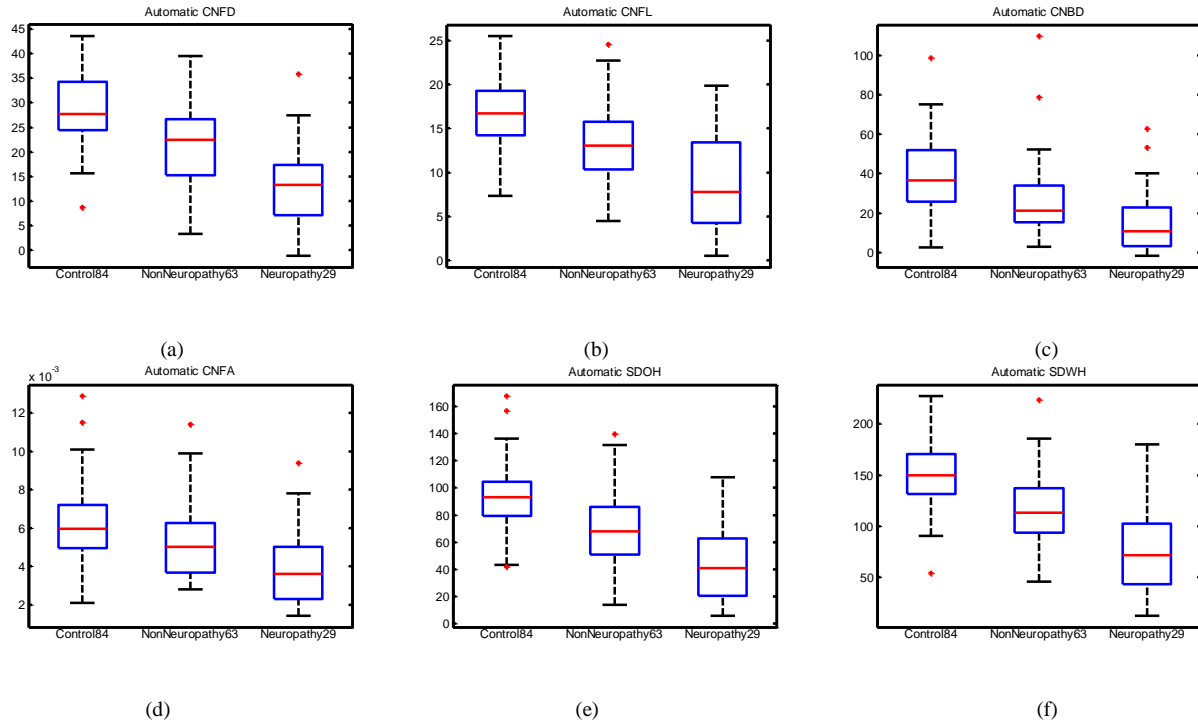 Automatic CNFD
45
40
35
30
25
20
15
10
5
0
Control84 NonNeuropathy63 Neuropathy29
(a)
Automatic CNFL
25
20
15
10
5
0
Control84 NonNeuropathy63 Neuropathy29
(b)
Automatic CNBD
100
80
60
40
20
0
Control84 NonNeuropathy63 Neuropathy29
(c)
x 10^-3
Automatic CNFA
12
10
8
6
4
2
Control84 NonNeuropathy63 Neuropathy29
(d)
Automatic SDOH
160
140
120
100
80
60
40
20
0
Control84 NonNeuropathy63 Neuropathy29
(e)
Automatic SDWH
200
150
100
50
Control84 NonNeuropathy63 Neuropathy29
(f)